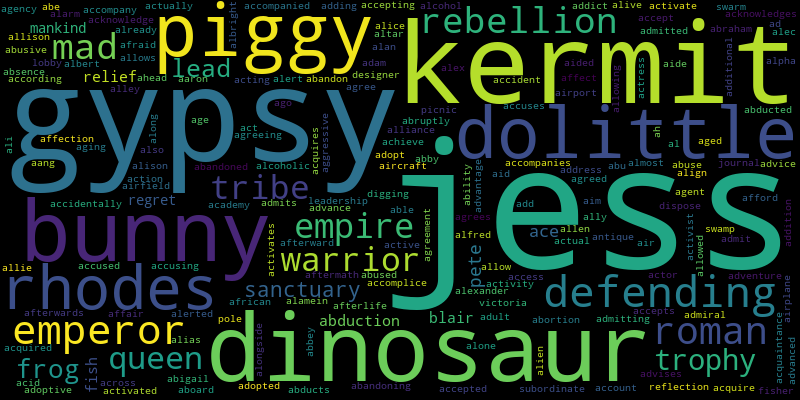 agency abe accompany actually accompanied adding accepting alcohol addict alive activate swarm
alarm acknowledge piggy albright alice rebellion kermit acknowledges
mankind already altar admitted abraham ad alec
allison mad afraid alan accept aide actress additional
abusive allows lead adam alex aided alpha
lobby albert relief ahead aaron acting alert abandon designer accident affect
absence according alley agree airport allowing
gypsy ago picnic accuses abducted
ali affection along age act aggressive abruptly dolittle ah
aging also agreeing acquires alliance achieve almost al aged
aang alison alcoholic adopt abby accompanies address abu abuse journal advice
action abandoned aircraft jess advantage aid agreed align
airfield tribe digging ability agent afford
accidentally regret academy admits leadership able agrees add aim ally dispose activist swamp addition
bunny advance empire agreement alfred ace allen antique allowed admit
allie accused accusing activates afterward active warrior pete actual air
rhodes sanctuary aftermath abused accomplice allow access actor adventure airplane
african alamein afterlife alexander activity victoria defending accepts
afterwards affair alerted pole abduction blair adult abortion admitting admiral
emperor alias alongside abbey dinosaur alone alien roman acquaintance
acquired queen trophy advanced
frog fish abigail advises
acid across adopted abandoning accepted subordinate account reflection acquire
adoptive activated aboard abducts fisher